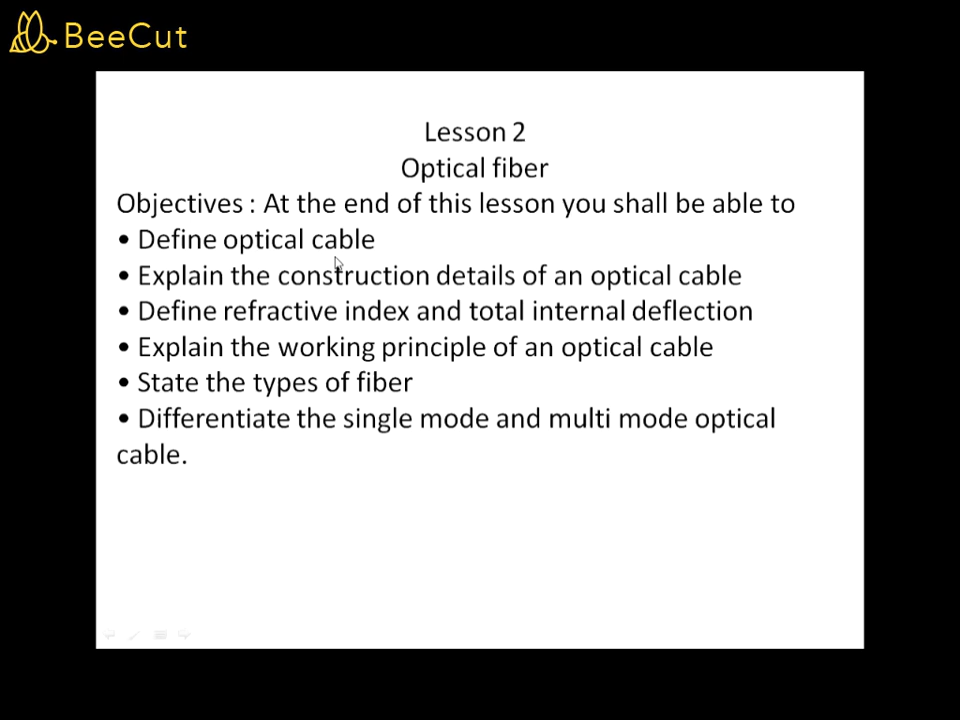 BeeCut
Lesson 2
Optical fiber
Objectives : At the end of this lesson you shall be able to
• Define optical cable
• Explain the construction details of an optical cable
• Define refractive index and total internal deflection
• Explain the working principle of an optical cable
• State the types of fiber
• Differentiate the single mode and multi mode optical
cable.